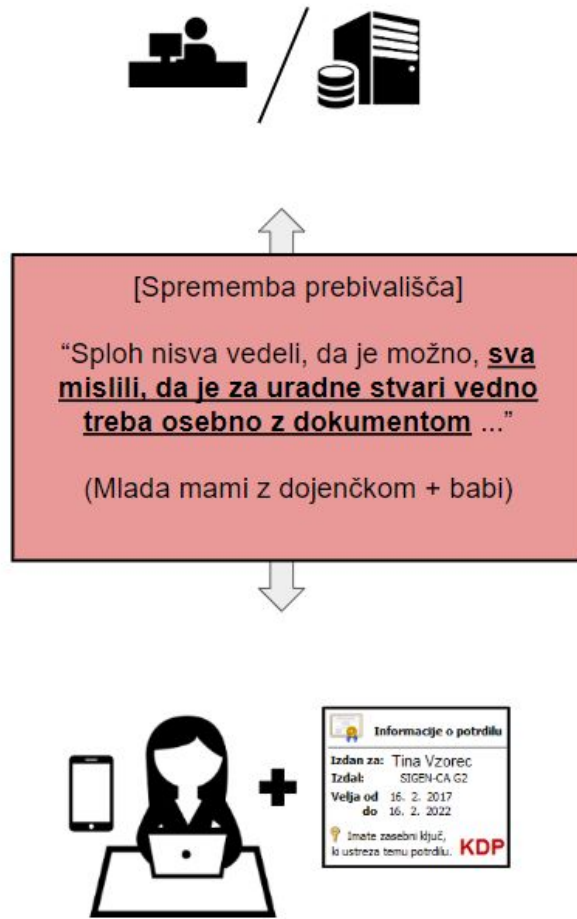 [Sprememba prebivališča]
“Sploh nisva vedeli, da je možno, sva
mislili, da je za uradne stvari vedno
treba osebno z dokumentom ...”
(Mlada mami z dojenčkom + babi)
Informacije o potrdilu
Izdan za: Tina Vzorec
Izdal: SIGEN-CA G2
Velja od 16. 2. 2017
do 16. 2. 2022
Imate zasebni ključ,
ki ustreza temu potrdilu. KDP